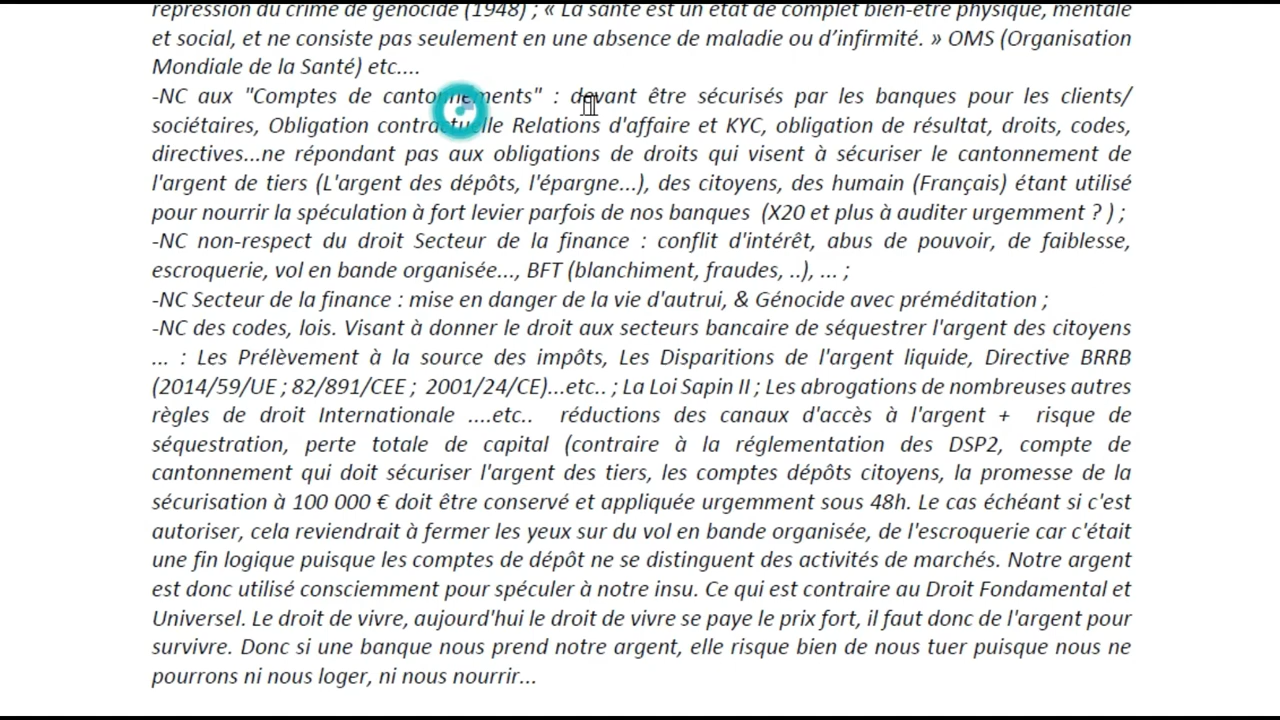 répression du crime de génocide (1948) ; « La santé est un état de complet bien-être physique, mentale
et social, et ne consiste pas seulement en une absence de maladie ou d’infirmité. » OMS (Organisation
Mondiale de la Santé) etc....
-NC aux "Comptes de cantonnements" : devant être sécurisés par les banques pour les clients/
sociétaires, Obligation contractuelle Relations d'affaire et KYC, obligation de résultat, droits, codes,
directives...ne répondant pas aux obligations de droits qui visent à sécuriser le cantonnement de
l'argent de tiers (L'argent des dépôts, l'épargne...), des citoyens, des humain (Français) étant utilisé
pour nourrir la spéculation à fort levier parfois de nos banques (X20 et plus à auditer urgemment ? ) ;
-NC non-respect du droit Secteur de la finance : conflit d'intérêt, abus de pouvoir, de faiblesse,
escroquerie, vol en bande organisée..., BFT (blanchiment, fraudes, ..), ... ;
-NC Secteur de la finance : mise en danger de la vie d'autrui, & Génocide avec préméditation ;
-NC des codes, lois. Visant à donner le droit aux secteurs bancaire de séquestrer l'argent des citoyens
... : Les Prélèvement à la source des impôts, Les Disparitions de l'argent liquide, Directive BRRB
(2014/59/UE ; 82/891/CEE ; 2001/24/CE)...etc.. ; La Loi Sapin II ; Les abrogations de nombreuses autres
règles de droit Internationale ....etc.. réductions des canaux d'accès à l'argent + risque de
séquestration, perte totale de capital (contraire à la réglementation des DSP2, compte de
cantonnement qui doit sécuriser l'argent des tiers, les comptes dépôts citoyens, la promesse de la
sécurisation à 100 000 € doit être conservé et appliquée urgemment sous 48h. Le cas échéant si c'est
autoriser, cela reviendrait à fermer les yeux sur du vol en bande organisée, de l'escroquerie car c'était
une fin logique puisque les comptes de dépôt ne se distinguent des activités de marchés. Notre argent
est donc utilisé consciemment pour spéculer à notre insu. Ce qui est contraire au Droit Fondamental et
Universel. Le droit de vivre, aujourd'hui le droit de vivre se paye le prix fort, il faut donc de l'argent pour
survivre. Donc si une banque nous prend notre argent, elle risque bien de nous tuer puisque nous ne
pourrons ni nous loger, ni nous nourrir...